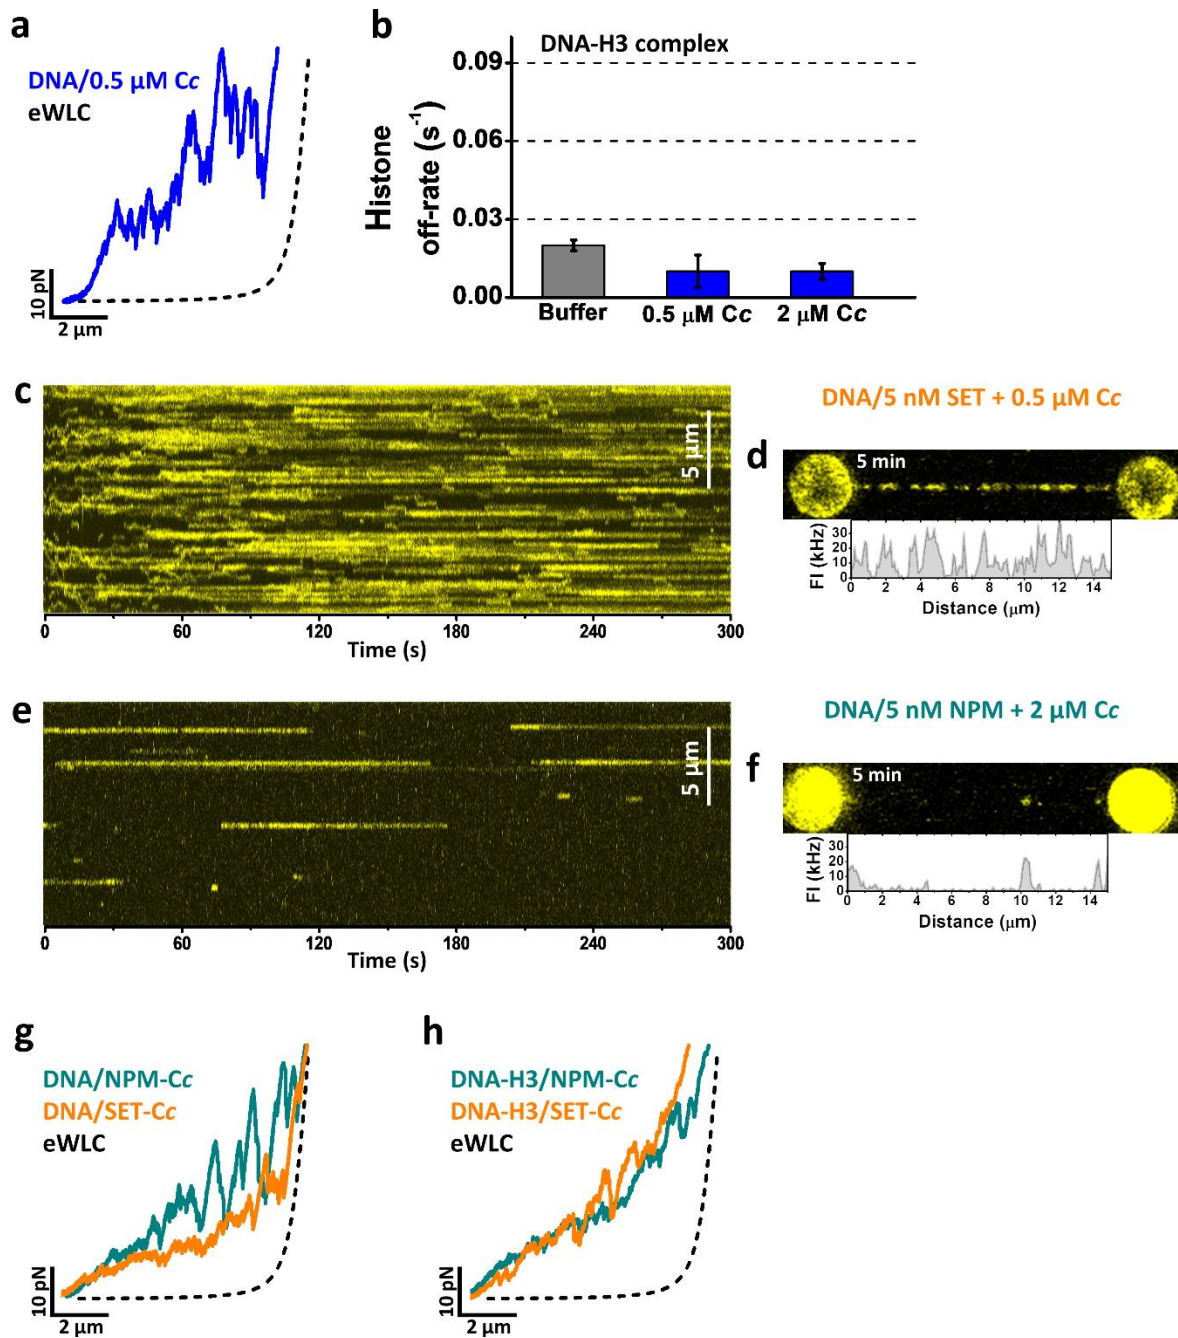 a
DNA/0.5 µM Cc
eWLC
10 pN
2 µm
b
DNA-H3 complex
Histone
off-rate (s⁻¹)
0.09
0.06
0.03
0.00
Buffer
0.5 µM Cc
2 µM Cc
c
5 µm
0
60
120
180
240
300
Time (s)
DNA/5 nM SET + 0.5 µM Cc
d
5 min
FI (kHz)
30
20
10
0
0
2
4
6
8
10
12
14
Distance (µm)
e
5 µm
0
60
120
180
240
300
Time (s)
DNA/5 nM NPM + 2 µM Cc
f
5 min
FI (kHz)
30
20
10
0
0
2
4
6
8
10
12
14
Distance (µm)
g
DNA/NPM-Cc
DNA/SET-Cc
eWLC
10 pN
2 µm
h
DNA-H3/NPM-Cc
DNA-H3/SET-Cc
eWLC
10 pN
2 µm